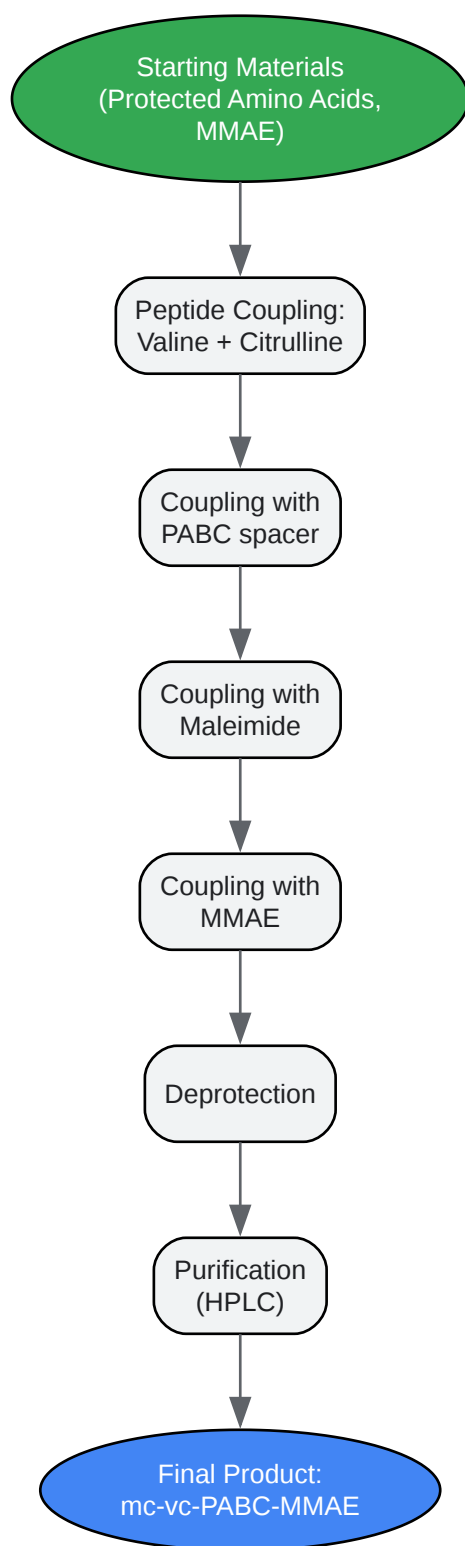 Starting Materials
(Protected Amino Acids,
MMAE)
Peptide Coupling:
Valine + Citrulline
Coupling with
PABC spacer
Coupling with
Maleimide
Coupling with
MMAE
Deprotection
Purification
(HPLC)
Final Product:
mc-vc-PABC-MMAE